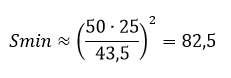 Smin ≈ (50 · 25 / 43,5)² = 82,5